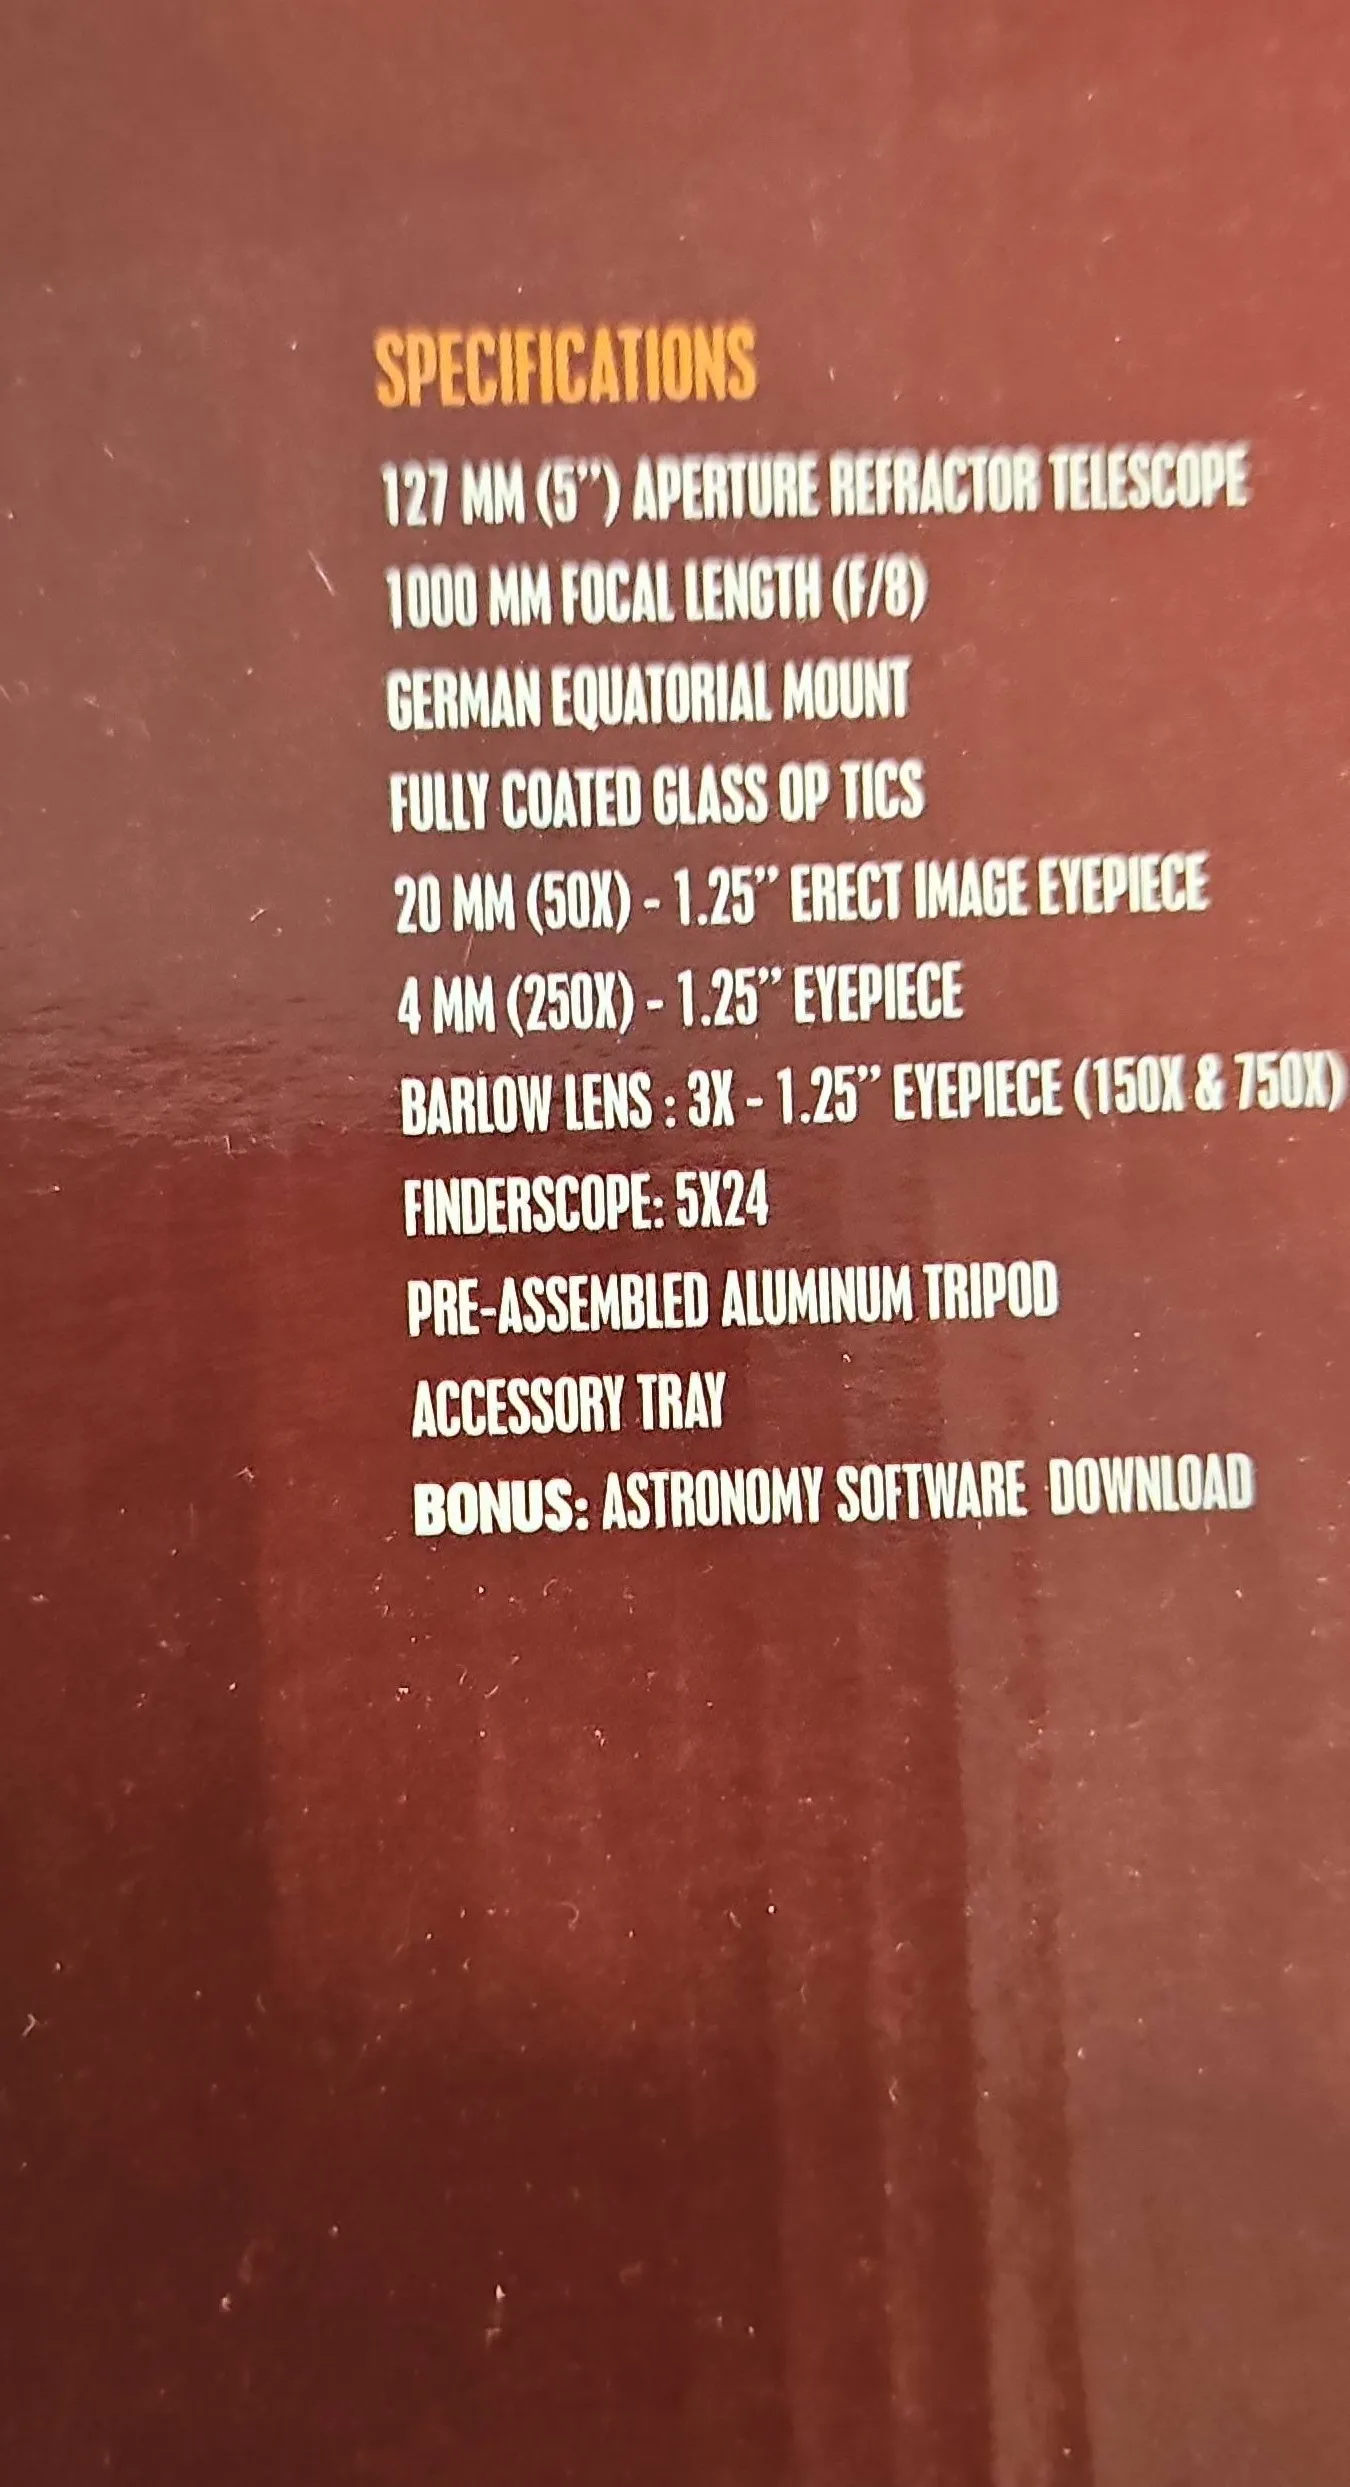 SPECIFICATIONS
127 MM (5”) APERTURE REFRACTOR TELESCOPE
1000 MM FOCAL LENGTH (F/8)
GERMAN EQUATORIAL MOUNT
FULLY COATED GLASS OP TICS
20 MM (50X) - 1.25” ERECT IMAGE EYEPIECE
4 MM (250X) - 1.25” EYEPIECE
BARLOW LENS : 3X - 1.25” EYEPIECE (150X & 750X)
FINDERSCOPE: 5X24
PRE-ASSEMBLED ALUMINUM TRIPOD
ACCESSORY TRAY
BONUS: ASTRONOMY SOFTWARE DOWNLOAD